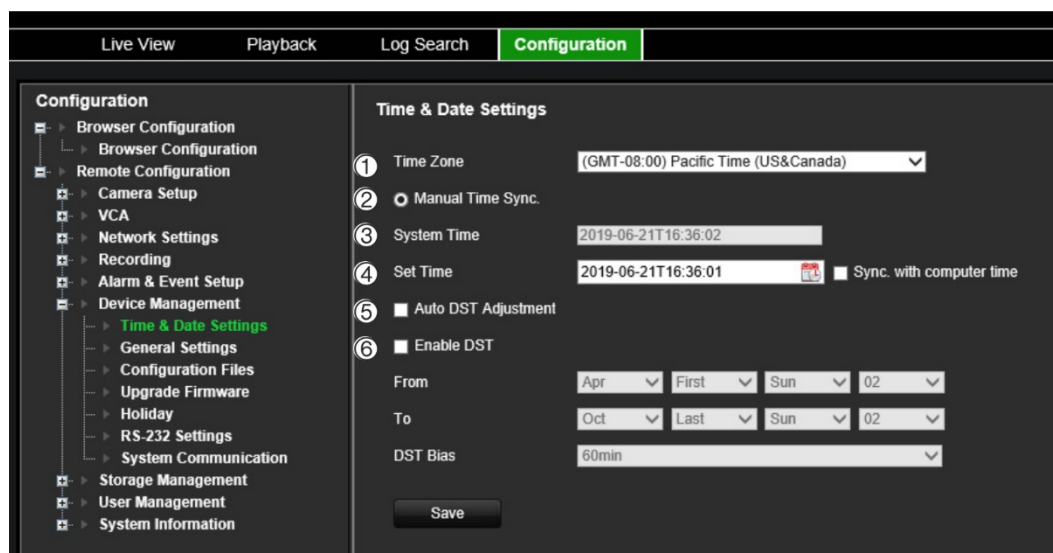 Live View Playback Log Search Configuration
Configuration
Browser Configuration
Browser Configuration
Remote Configuration
Camera Setup
VCA
Network Settings
Recording
Alarm & Event Setup
Device Management
Time & Date Settings
General Settings
Configuration Files
Upgrade Firmware
Holiday
RS-232 Settings
System Communication
Storage Management
User Management
System Information
Time & Date Settings
① Time Zone (GMT-08:00) Pacific Time (US&Canada)
② Manual Time Sync.
③ System Time 2019-06-21T16:36:02
④ Set Time 2019-06-21T16:36:01 Sync. with computer time
⑤ Auto DST Adjustment
⑥ Enable DST
From Apr First Sun 02
To Oct Last Sun 02
DST Bias 60min
Save